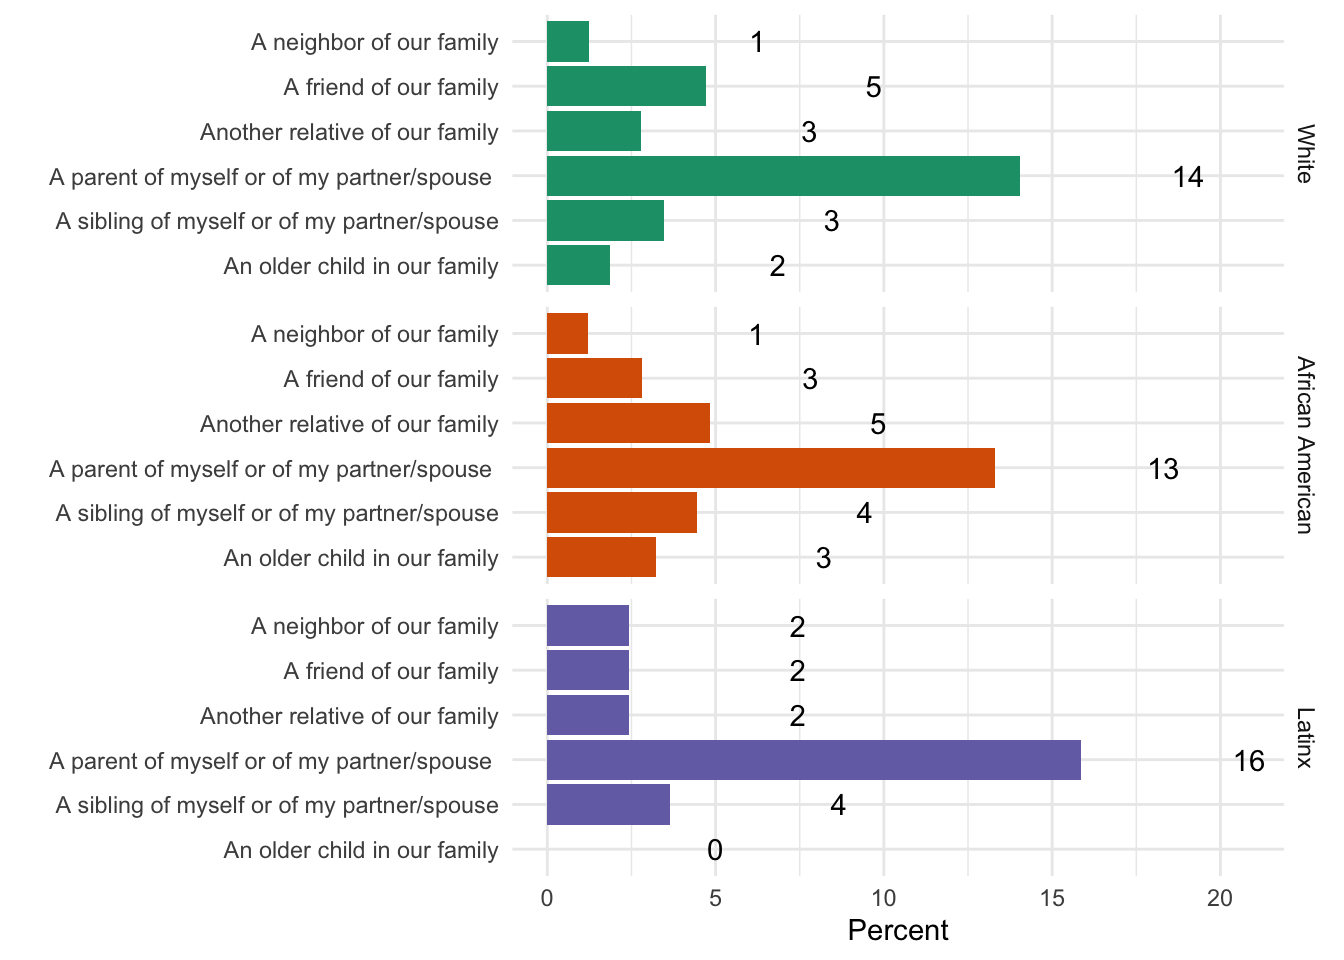 A neighbor of our family 1
A friend of our family 5
Another relative of our family 3
A parent of myself or of my partner/spouse 14
A sibling of myself or of my partner/spouse 3
An older child in our family 2
White
A neighbor of our family 1
A friend of our family 3
Another relative of our family 5
A parent of myself or of my partner/spouse 13
A sibling of myself or of my partner/spouse 4
An older child in our family 3
African American
A neighbor of our family 2
A friend of our family 2
Another relative of our family 2
A parent of myself or of my partner/spouse 16
A sibling of myself or of my partner/spouse 4
An older child in our family 0
Latinx
0 5 10 15 20
Percent